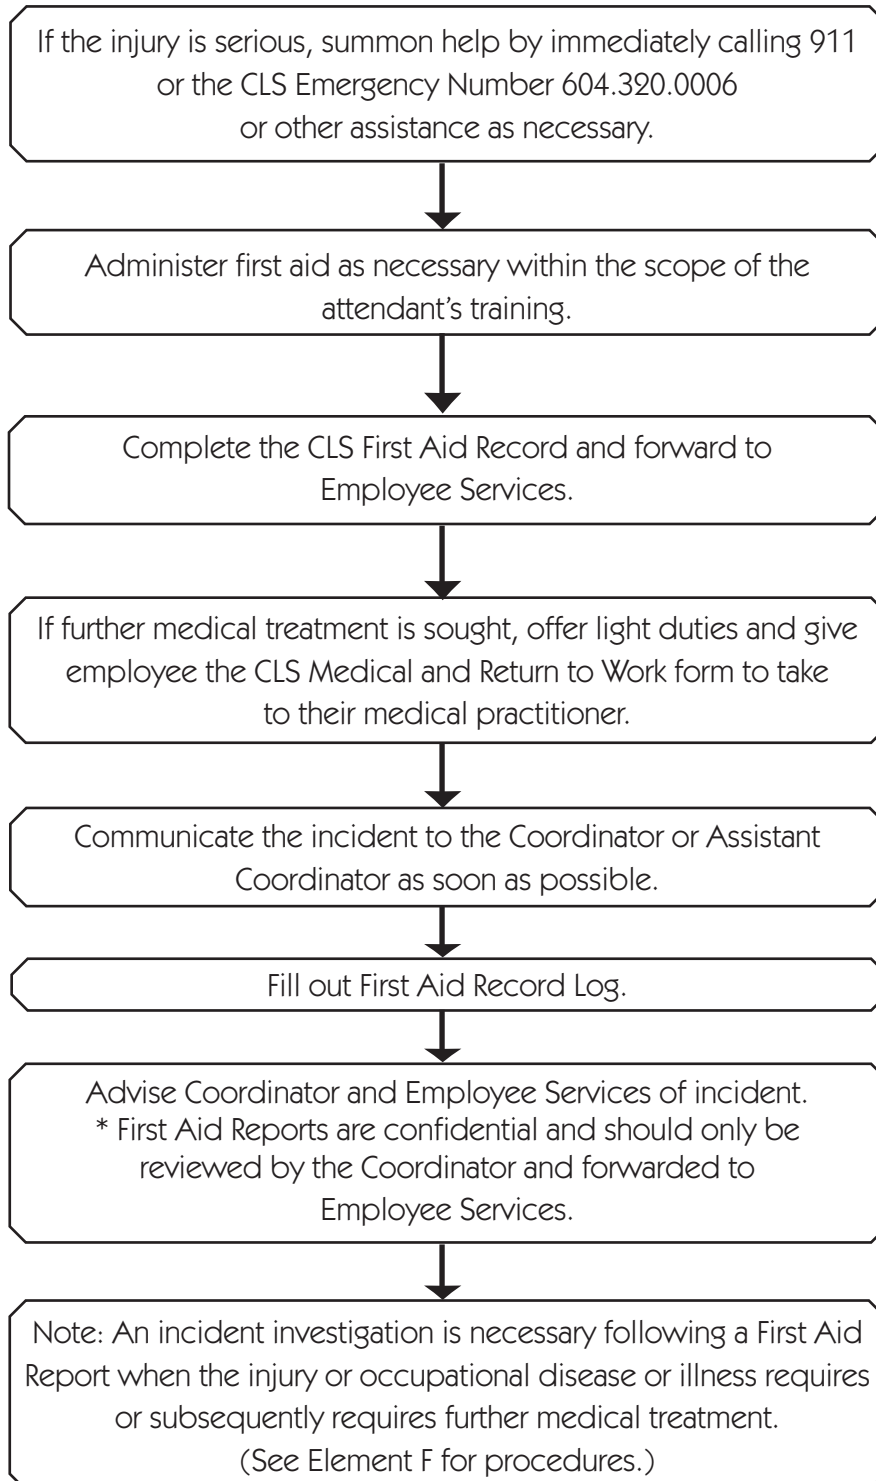 If the injury is serious, summon help by immediately calling 911
or the CLS Emergency Number 604.320.0006
or other assistance as necessary.
Administer first aid as necessary within the scope of the
attendant's training.
Complete the CLS First Aid Record and forward to
Employee Services.
If further medical treatment is sought, offer light duties and give
employee the CLS Medical and Return to Work form to take
to their medical practitioner.
Communicate the incident to the Coordinator or Assistant
Coordinator as soon as possible.
Fill out First Aid Record Log.
Advise Coordinator and Employee Services of incident.
* First Aid Reports are confidential and should only be
reviewed by the Coordinator and forwarded to
Employee Services.
Note: An incident investigation is necessary following a First Aid
Report when the injury or occupational disease or illness requires
or subsequently requires further medical treatment.
(See Element F for procedures.)